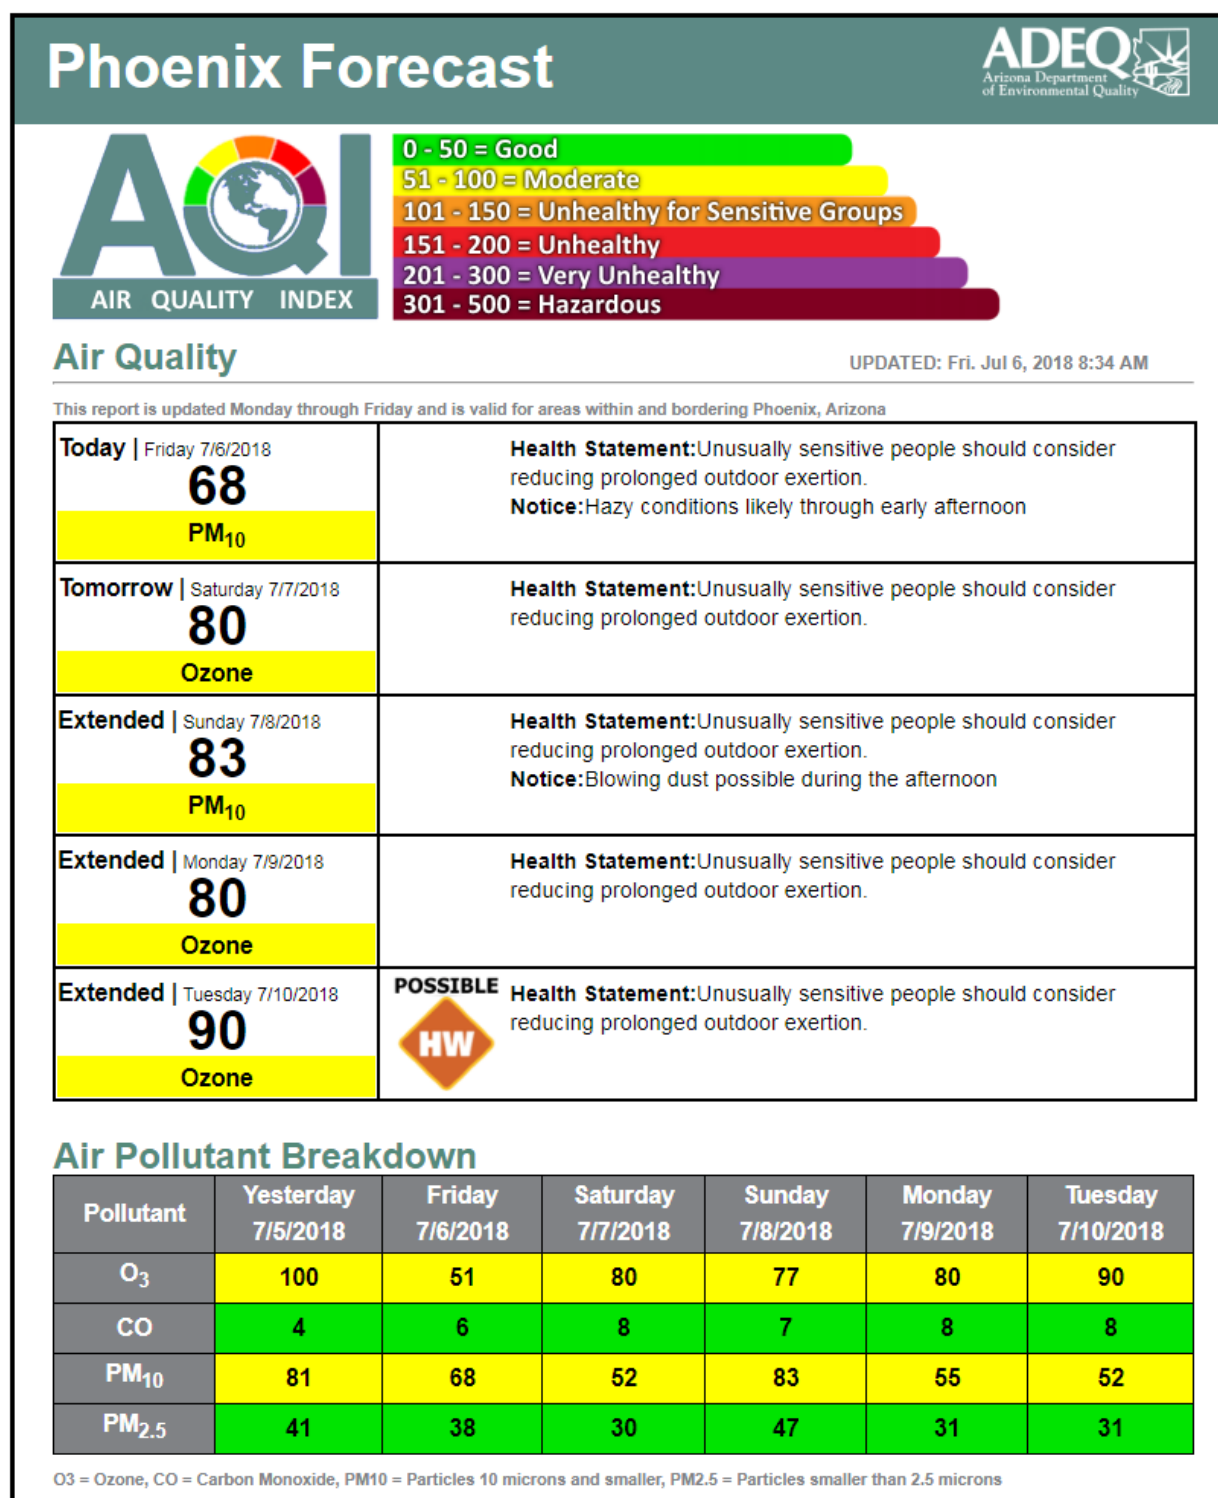 Phoenix Forecast
ADEQ
Arizona Department
of Environmental Quality
AQI
AIR QUALITY INDEX
0 - 50 = Good
51 - 100 = Moderate
101 - 150 = Unhealthy for Sensitive Groups
151 - 200 = Unhealthy
201 - 300 = Very Unhealthy
301 - 500 = Hazardous
Air Quality
UPDATED: Fri. Jul 6, 2018 8:34 AM
This report is updated Monday through Friday and is valid for areas within and bordering Phoenix, Arizona
Today | Friday 7/6/2018
68
PM10
Health Statement:Unusually sensitive people should consider
reducing prolonged outdoor exertion.
Notice:Hazy conditions likely through early afternoon
Tomorrow | Saturday 7/7/2018
80
Ozone
Health Statement:Unusually sensitive people should consider
reducing prolonged outdoor exertion.
Extended | Sunday 7/8/2018
83
PM10
Health Statement:Unusually sensitive people should consider
reducing prolonged outdoor exertion.
Notice:Blowing dust possible during the afternoon
Extended | Monday 7/9/2018
80
Ozone
Health Statement:Unusually sensitive people should consider
reducing prolonged outdoor exertion.
Extended | Tuesday 7/10/2018
90
Ozone
POSSIBLE
HW
Health Statement:Unusually sensitive people should consider
reducing prolonged outdoor exertion.
Air Pollutant Breakdown
Pollutant Yesterday 7/5/2018 Friday 7/6/2018 Saturday 7/7/2018 Sunday 7/8/2018 Monday 7/9/2018 Tuesday 7/10/2018
O3 100 51 80 77 80 90
CO 4 6 8 7 8 8
PM10 81 68 52 83 55 52
PM2.5 41 38 30 47 31 31
O3 = Ozone, CO = Carbon Monoxide, PM10 = Particles 10 microns and smaller, PM2.5 = Particles smaller than 2.5 microns